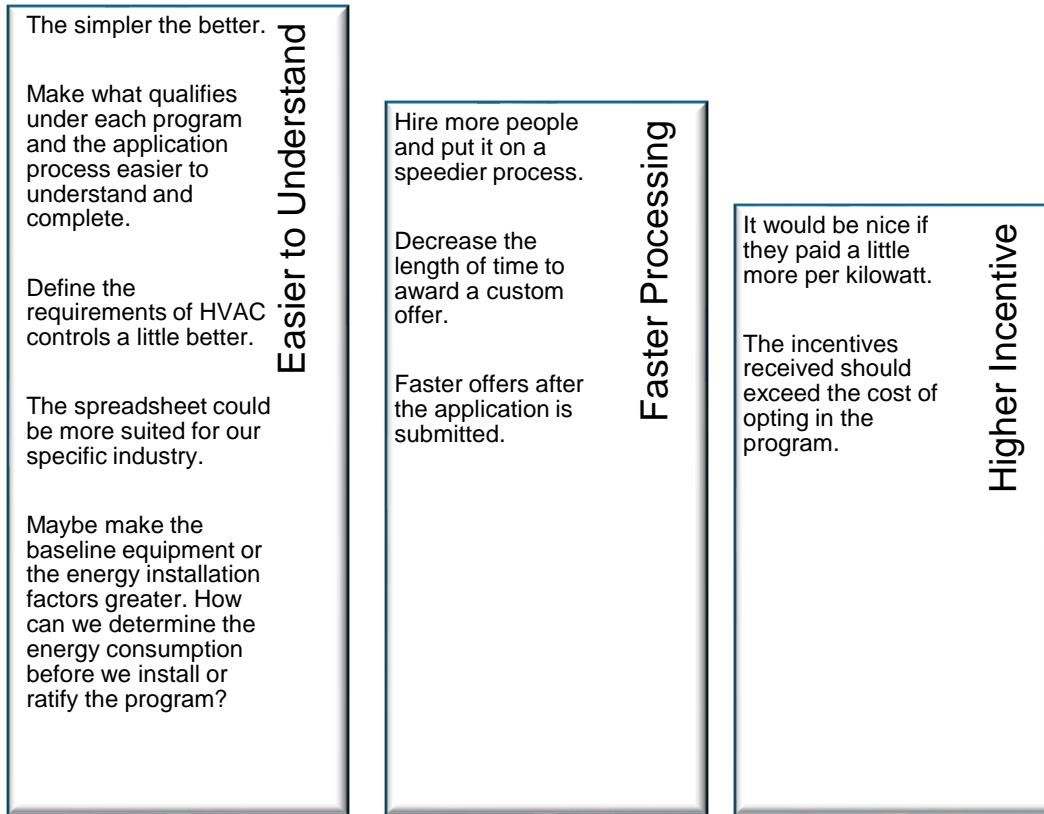 The simpler the better.
Make what qualifies
under each program
and the application
process easier to
understand and
complete.
Define the
requirements of HVAC
controls a little better.
The spreadsheet could
be more suited for our
specific industry.
Maybe make the
baseline equipment or
the energy installation
factors greater. How
can we determine the
energy consumption
before we install or
ratify the program?
Easier to Understand
Hire more people
and put it on a
speedier process.
Decrease the
length of time to
award a custom
offer.
Faster offers after
the application is
submitted.
Faster Processing
It would be nice if
they paid a little
more per kilowatt.
The incentives
received should
exceed the cost of
opting in the
program.
Higher Incentive